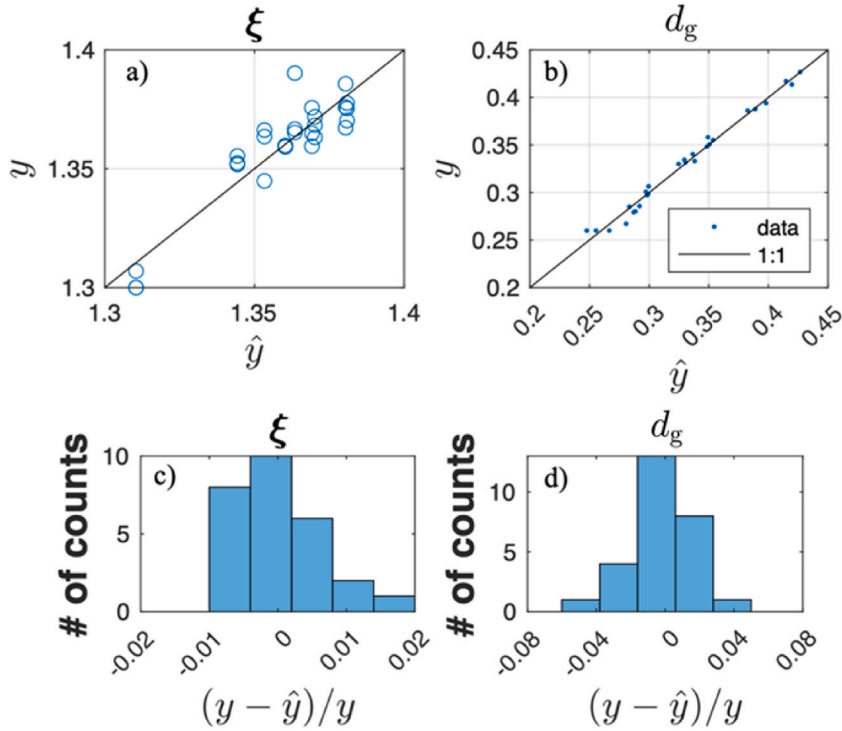 ξ
a)
y
1.4
1.35
1.3
1.3 1.35 1.4
ŷ
d_g
b)
y
0.45
0.4
0.35
0.3
0.25
0.2
data
1:1
0.2 0.25 0.3 0.35 0.4 0.45
ŷ
ξ
c)
# of counts
10
5
0
-0.02 -0.01 0 0.01 0.02
(y − ŷ)/y
d_g
d)
# of counts
10
5
0
-0.08 -0.04 0 0.04 0.08
(y − ŷ)/y